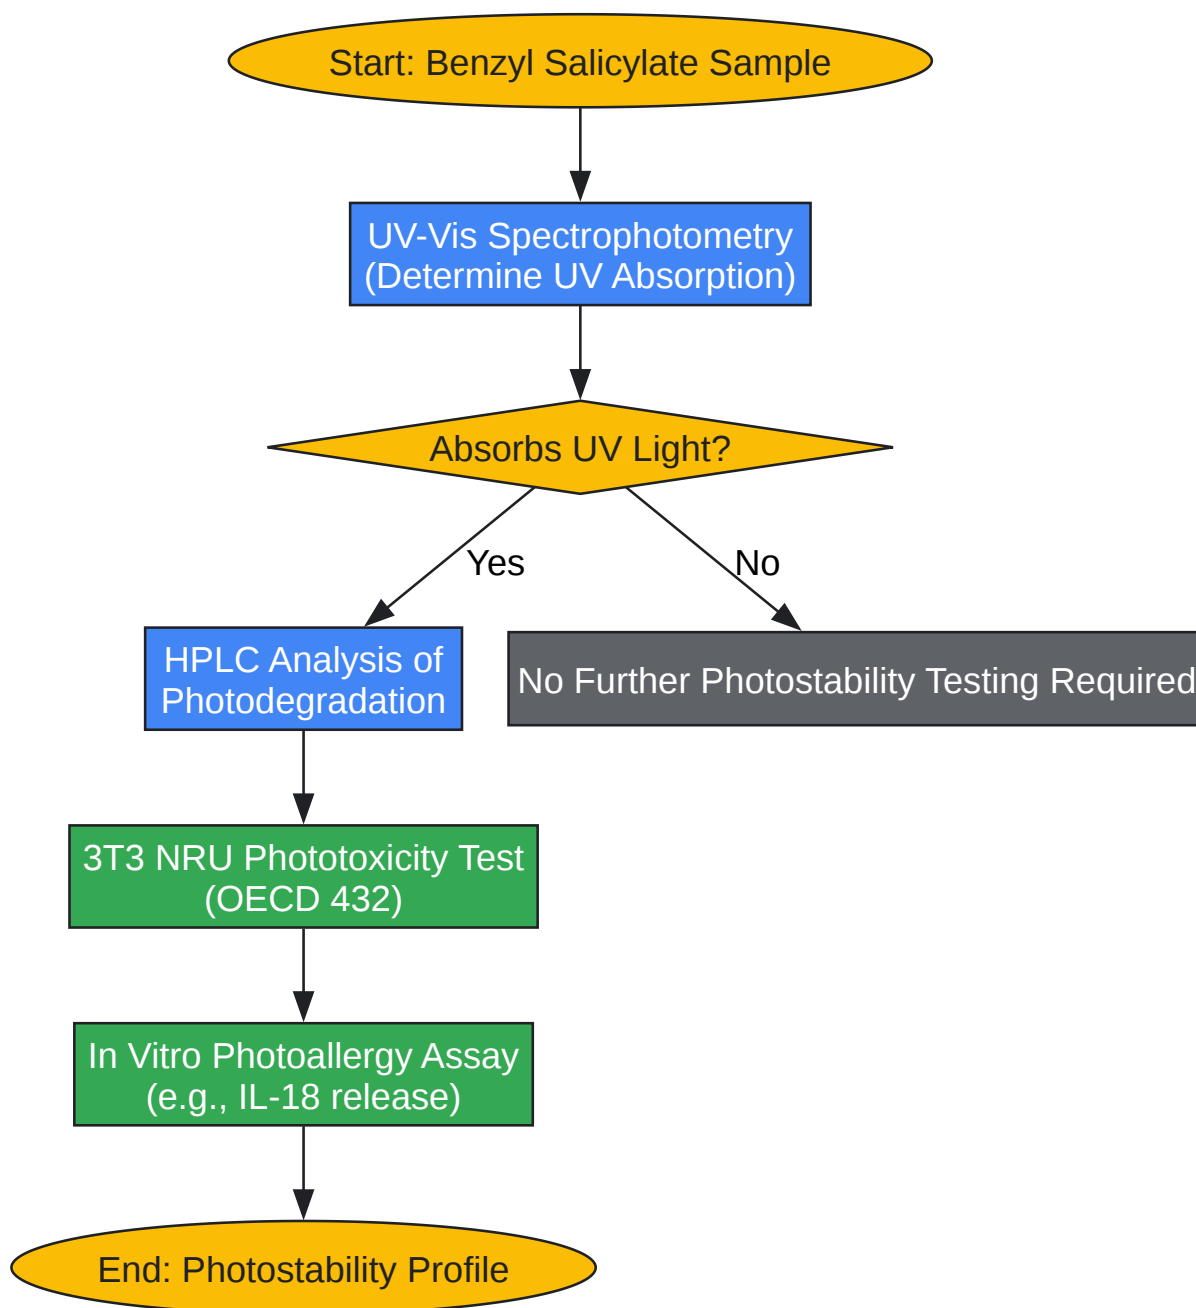 Start: Benzyl Salicylate Sample
UV-Vis Spectrophotometry
(Determine UV Absorption)
Absorbs UV Light?
Yes
No
HPLC Analysis of
Photodegradation
No Further Photostability Testing Required
3T3 NRU Phototoxicity Test
(OECD 432)
In Vitro Photoallergy Assay
(e.g., IL-18 release)
End: Photostability Profile